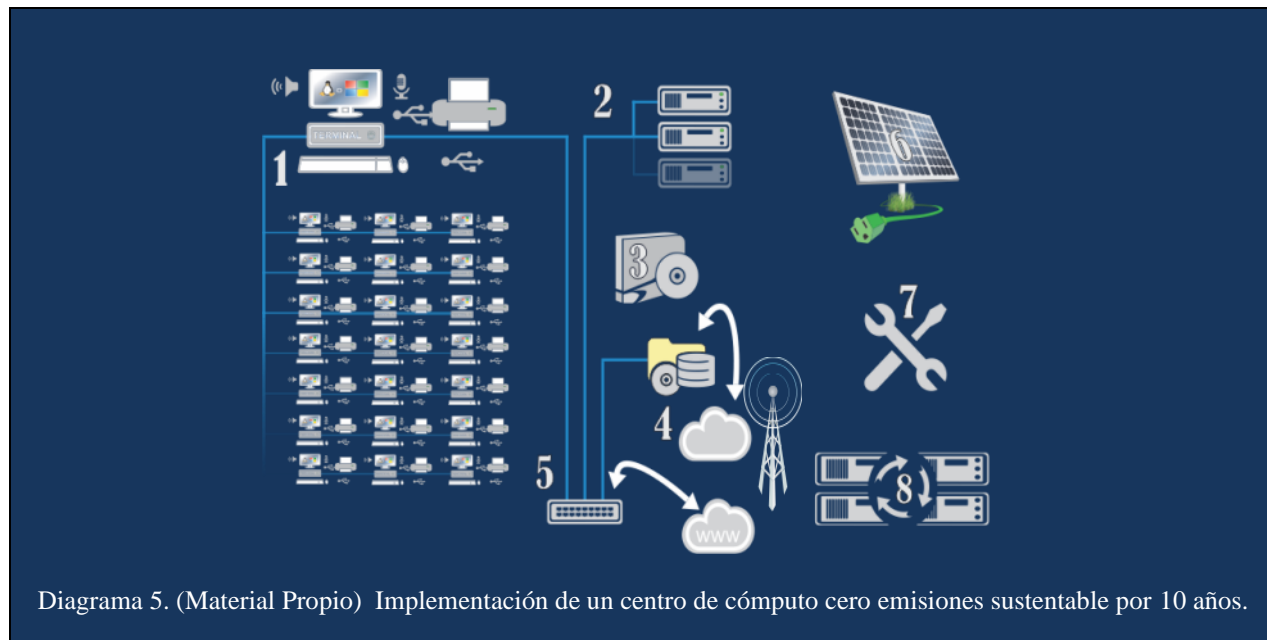 1
TERMINAL
2
3
4
5
6
7
8
WWW
Diagrama 5. (Material Propio) Implementación de un centro de cómputo cero emisiones sustentable por 10 años.